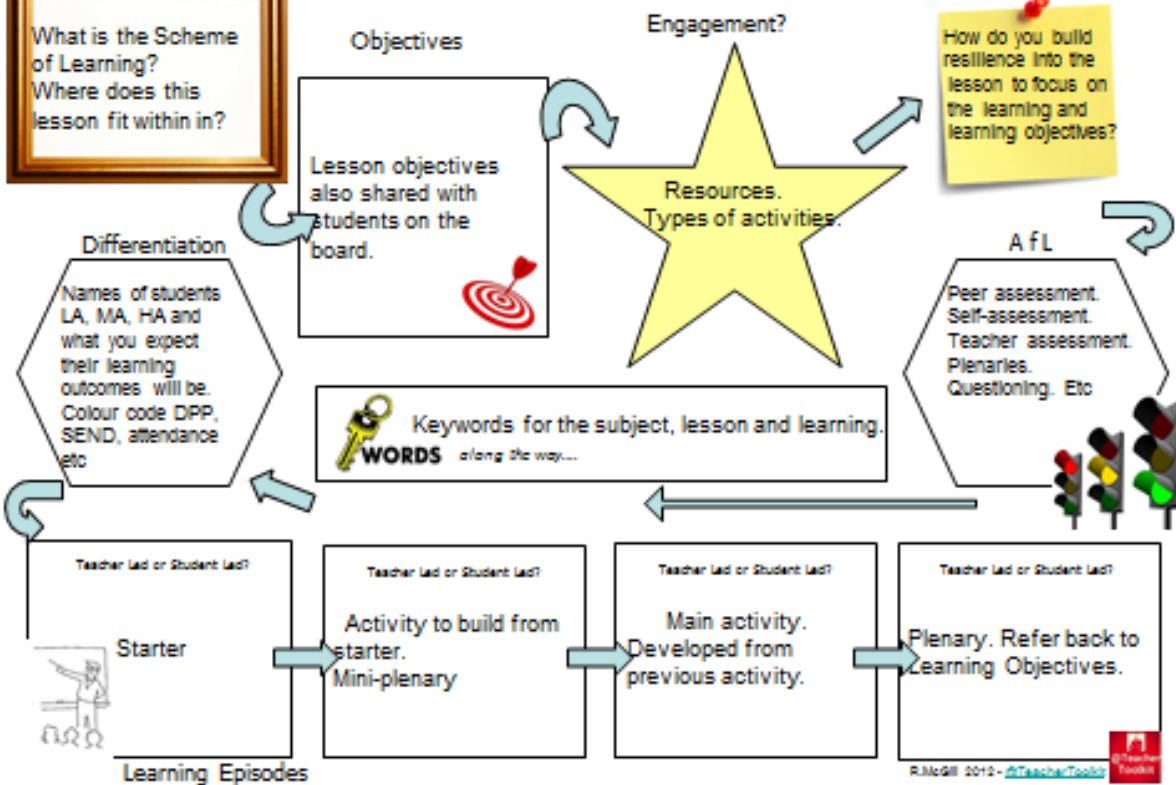 What is the Scheme
of Learning?
Where does this
lesson fit within in?
Objectives
Lesson objectives
also shared with
students on the
board.
Engagement?
Resources.
Types of activities.
How do you build
resilience into the
lesson to focus on
the learning and
learning objectives?
A f L
Peer assessment.
Self-assessment.
Teacher assessment.
Plenaries.
Questioning. Etc
Keywords for the subject, lesson and learning.
WORDS along the way....
Differentiation
Names of students
LA, MA, HA and
what you expect
their learning
outcomes will be.
Colour code DPP,
SEND, attendance
etc
Teacher Led or Student Led?
Starter
Teacher Led or Student Led?
Activity to build from
starter.
Mini-plenary
Teacher Led or Student Led?
Main activity.
Developed from
previous activity.
Teacher Led or Student Led?
Plenary. Refer back to
Learning Objectives.
Learning Episodes
R.McGill 2012 - @TeacherToolkit
@Teacher
Toolkit